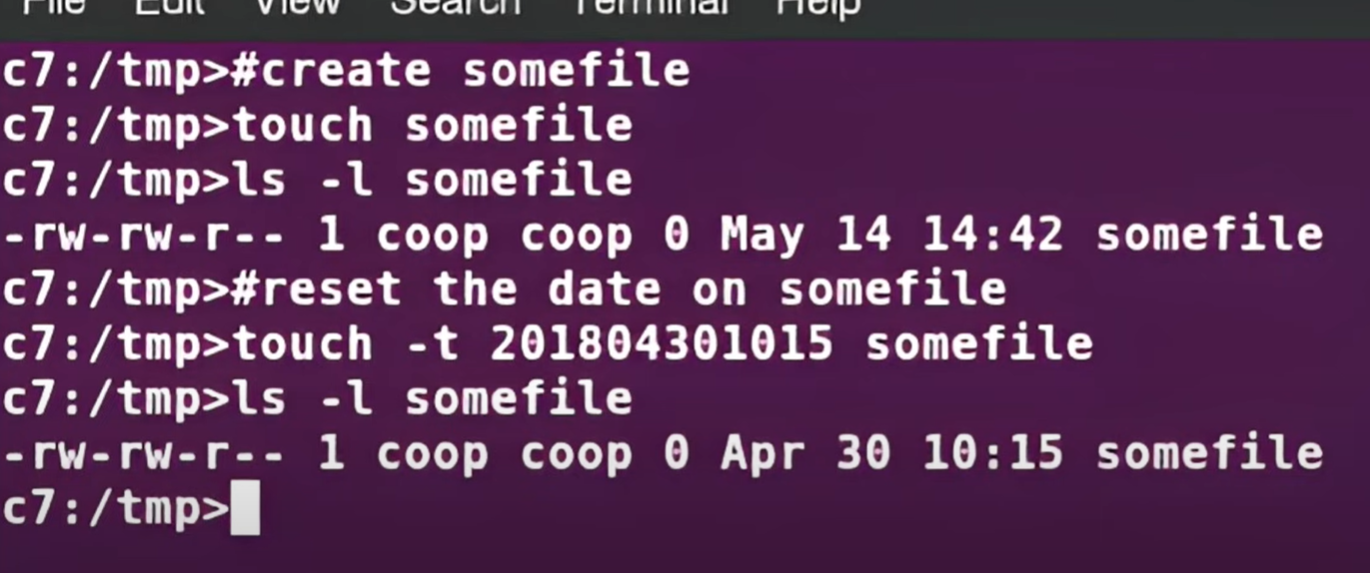 File Edit View Search Terminal Help
c7:/tmp>#create somefile
c7:/tmp>touch somefile
c7:/tmp>ls -l somefile
-rw-rw-r-- 1 coop coop 0 May 14 14:42 somefile
c7:/tmp>#reset the date on somefile
c7:/tmp>touch -t 201804301015 somefile
c7:/tmp>ls -l somefile
-rw-rw-r-- 1 coop coop 0 Apr 30 10:15 somefile
c7:/tmp>